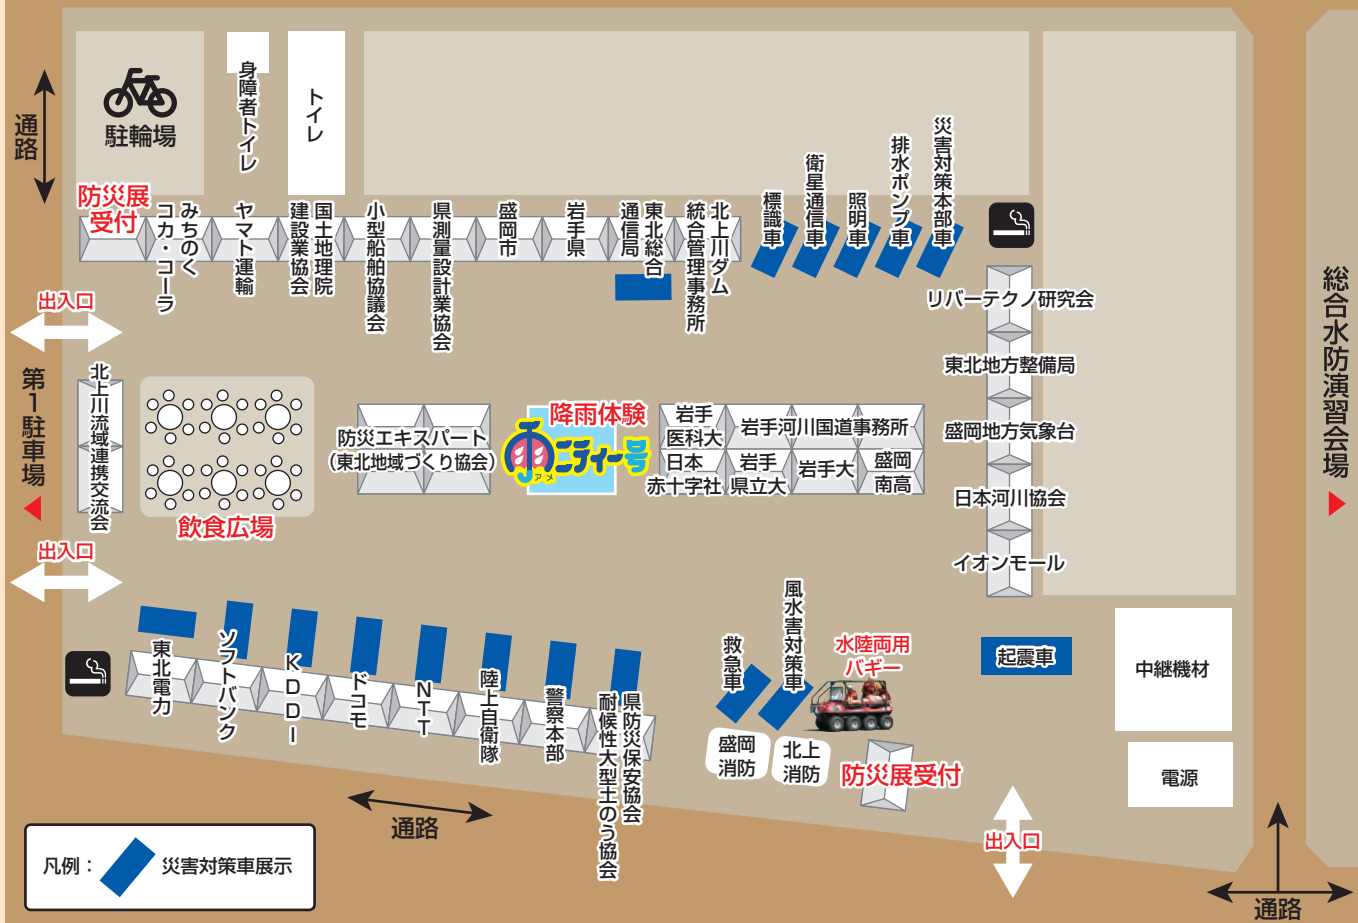 駐輪場
身障者トイレ
トイレ
通路
防災展
受付
みちのく
コカ・コーラ
ヤマト運輸
国土地理院
建設業協会
小型船舶協議会
県測量設計業協会
盛岡市
岩手県
東北総合
通信局
北上川ダム
統合管理事務所
標識車
衛星通信車
照明車
排水ポンプ車
災害対策本部車
出入口
第1駐車場
出入口
北上川流域連携交流会
飲食広場
防災エキスパート
（東北地域づくり協会）
降雨体験
雨ニティー号
アメ
岩手
医科大
岩手河川国道事務所
日本
赤十字社
岩手
県立大
岩手大
盛岡
南高
リバーテクノ研究会
東北地方整備局
盛岡地方気象台
日本河川協会
イオンモール
総合水防演習会場
東北電力
ソフトバンク
KDDI
ドコモ
NTT
陸上自衛隊
警察本部
県防災保安協会
耐候性大型土のう協会
救急車
風水害対策車
水陸両用
バギー
盛岡
消防
北上
消防
防災展受付
起震車
中継機材
電源
出入口
通路
通路
凡例：
災害対策車展示